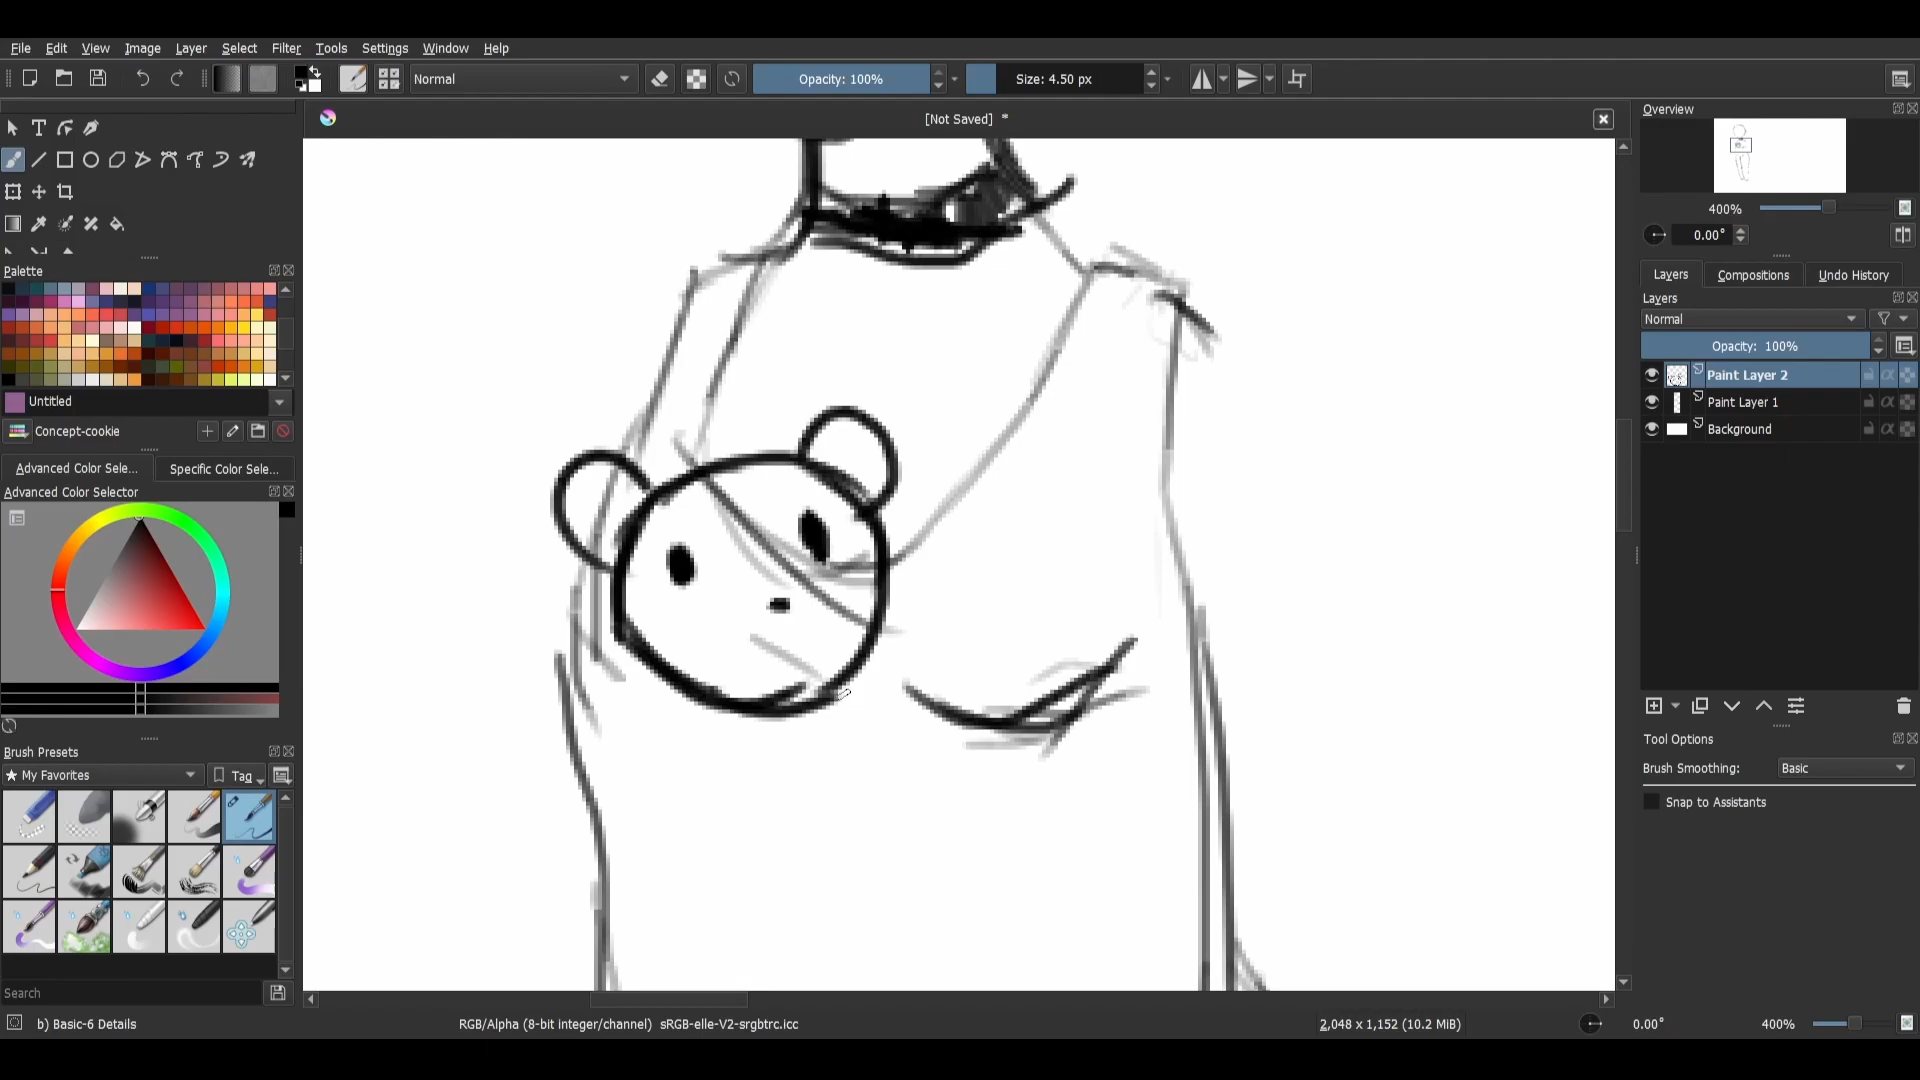 File Edit View Image Layer Select Filter Tools Settings Window Help
Normal Opacity: 100% Size: 4.50 px
[Not Saved] *
Overview
400%
0.00°
Palette
Untitled
Concept-cookie
Advanced Color Sele... Specific Color Sele...
Advanced Color Selector
Brush Presets
My Favorites Tag
Search
b) Basic-6 Details
Layers Compositions Undo History
Layers
Normal
Opacity: 100%
Paint Layer 2
Paint Layer 1
Background
Tool Options
Brush Smoothing: Basic
Snap to Assistants
RGB/Alpha (8-bit integer/channel) sRGB-elle-V2-srgbtrc.icc 2,048 x 1,152 (10.2 MiB) 0.00° 400%